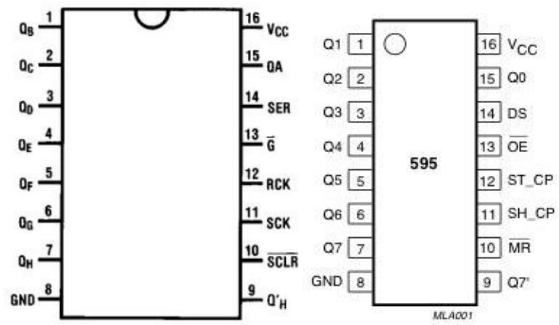 QB 1 16 VCC
QC 2 15 QA
QD 3 14 SER
QE 4 13 G̅
QF 5 12 RCK
QG 6 11 SCK
QH 7 10 S̅C̅L̅R̅
GND 8 9 Q'H
Q1 1 16 VCC
Q2 2 15 Q0
Q3 3 14 DS
Q4 4 13 O̅E̅
595
Q5 5 12 ST_CP
Q6 6 11 SH_CP
Q7 7 10 M̅R̅
GND 8 9 Q7'
MLA001